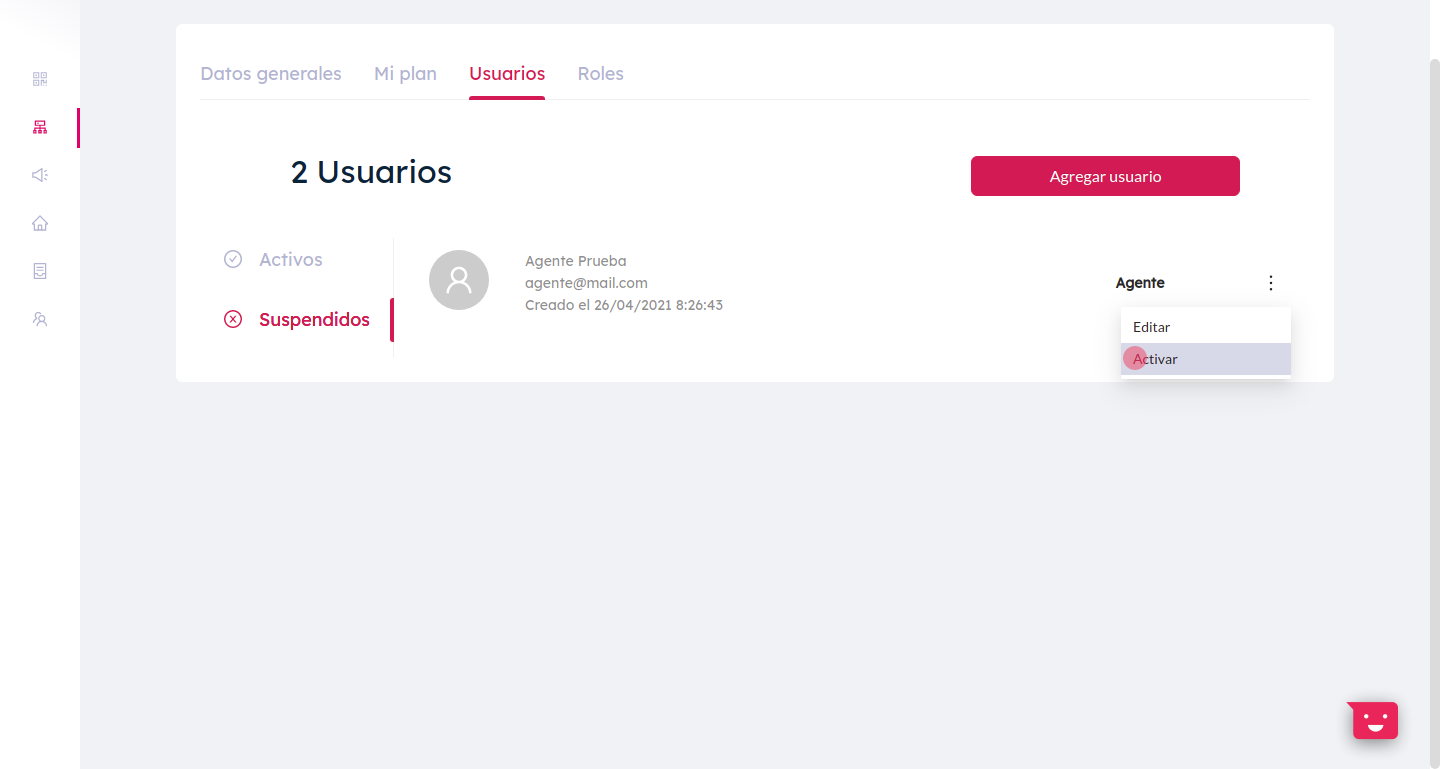 Datos generales
Mi plan
Usuarios
Roles
2 Usuarios
Agregar usuario
Activos
Suspendidos
Agente Prueba
agente@mail.com
Creado el 26/04/2021 8:26:43
Agente
Editar
Activar